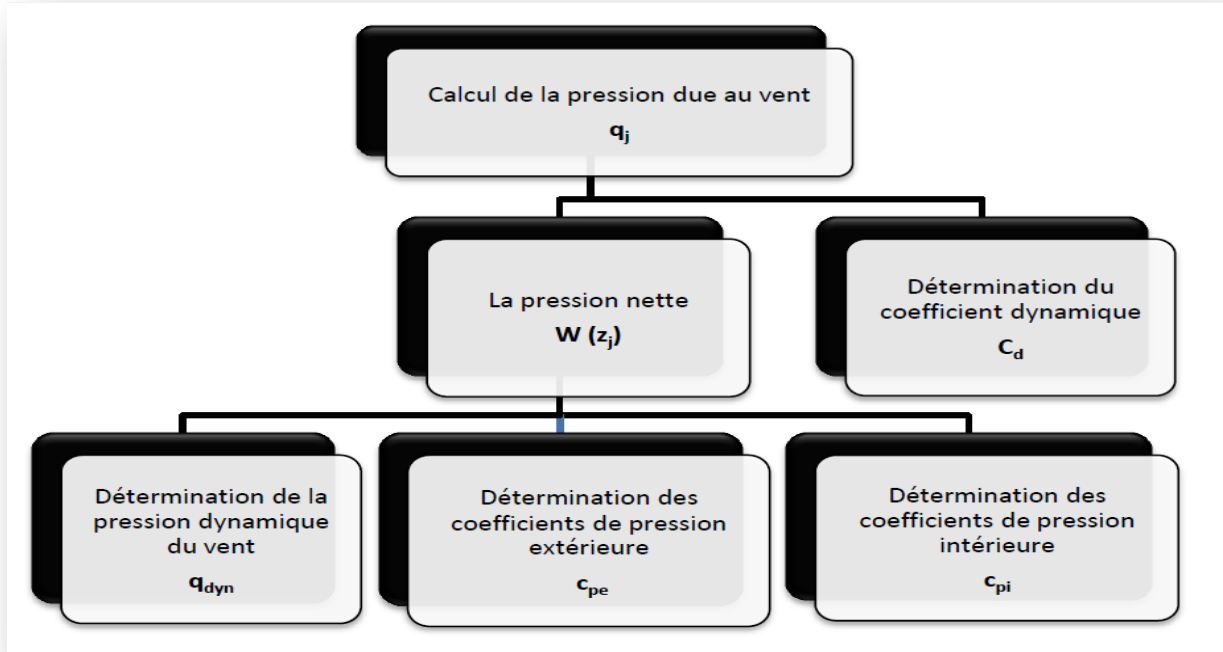 Calcul de la pression due au vent
qj
La pression nette
W (zj)
Détermination du
coefficient dynamique
Cd
Détermination de la
pression dynamique
du vent
qdyn
Détermination des
coefficients de pression
extérieure
cpe
Détermination des
coefficients de pression
intérieure
cpi